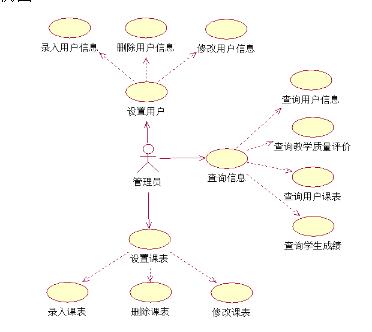 录入用户信息
删除用户信息
修改用户信息
设置用户
查询用户信息
查询教学质量评价
管理员
查询信息
查询用户课表
查询学生成绩
设置课表
录入课表
删除课表
修改课表